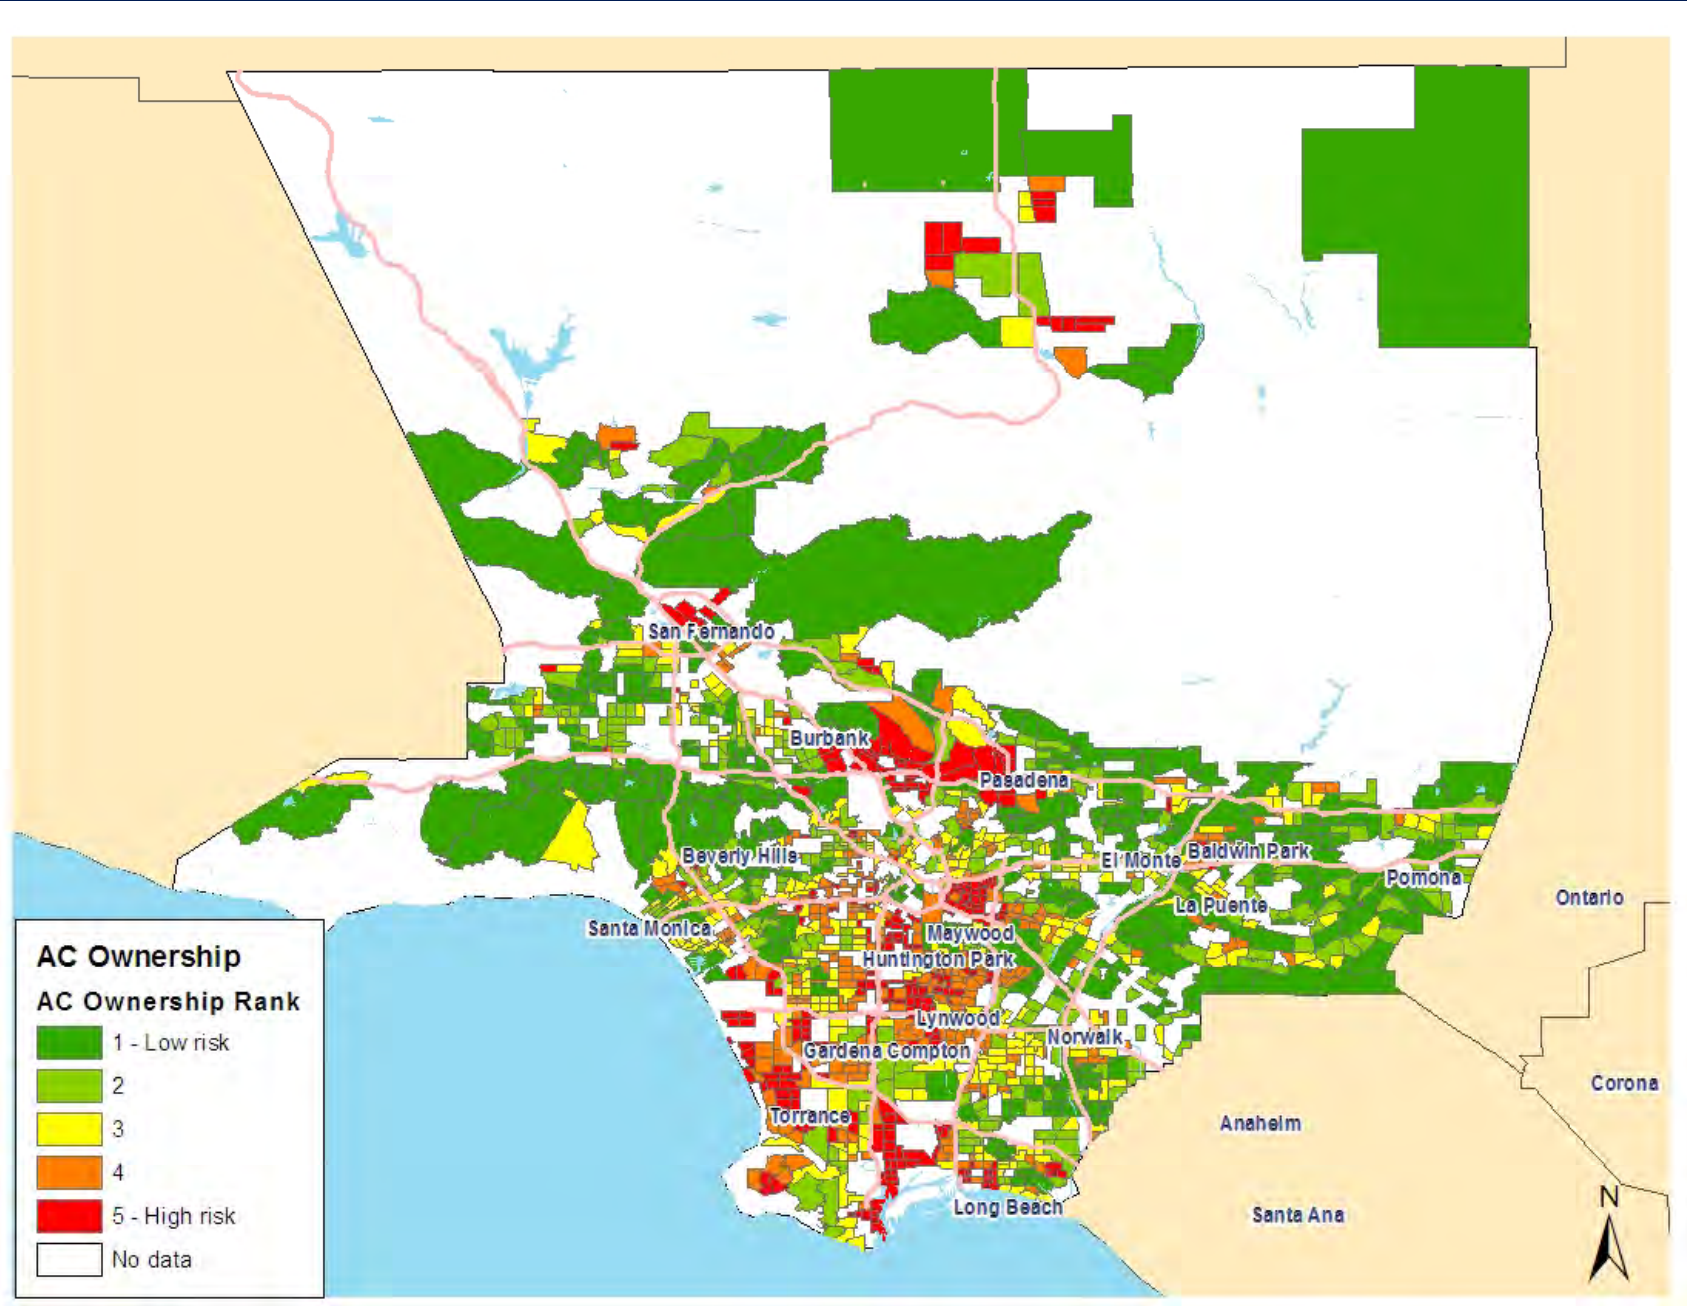 San Fernando
Burbank
Pasadena
Beverly Hills
El Monte
Baldwin Park
Pomona
La Puente
Ontario
Santa Monica
Maywood
Huntington Park
Lynwood
Norwalk
Gardena
Compton
Corona
Torrance
Anaheim
Long Beach
Santa Ana
AC Ownership
AC Ownership Rank
1 - Low risk
2
3
4
5 - High risk
No data
N